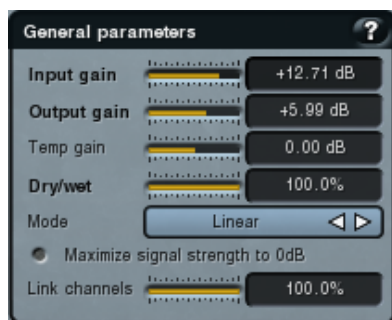 General parameters ?
Input gain +12.71 dB
Output gain +5.99 dB
Temp gain 0.00 dB
Dry/wet 100.0%
Mode Linear
Maximize signal strength to 0dB
Link channels 100.0%